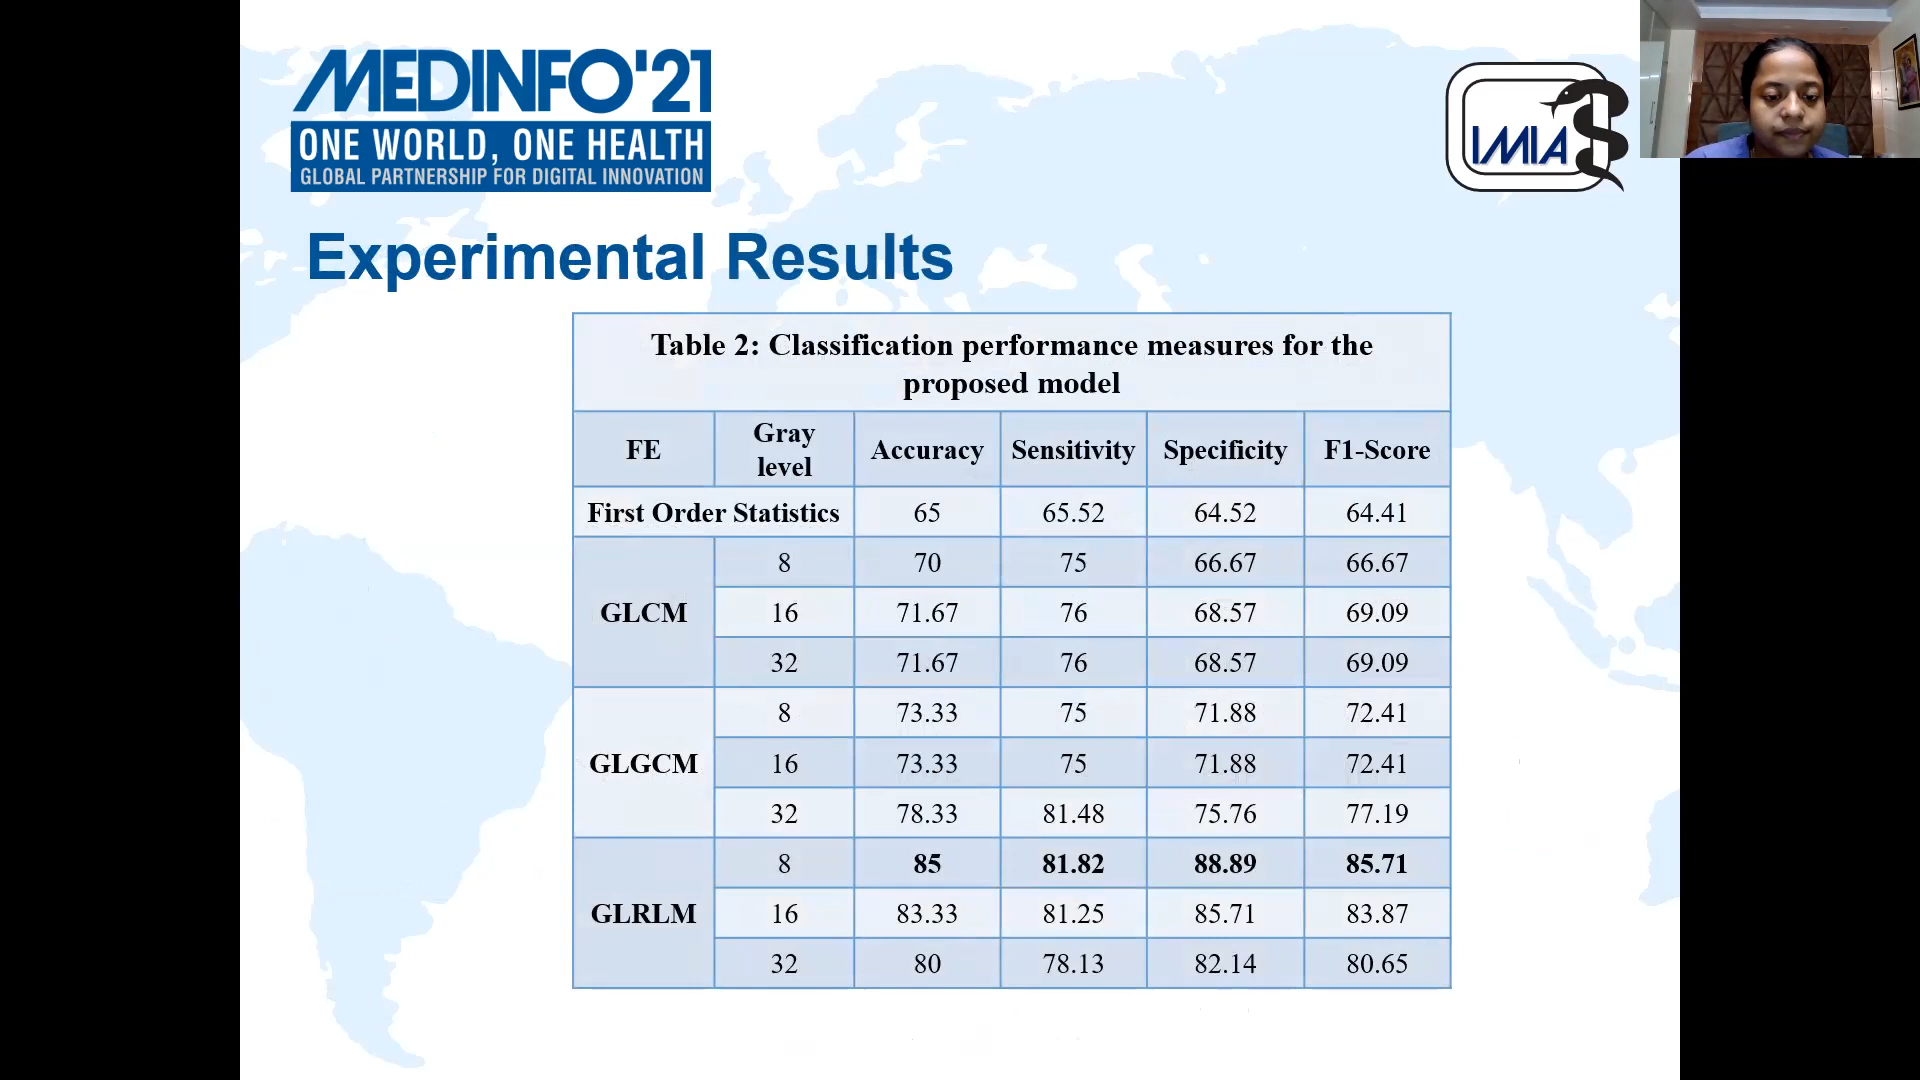 MEDINFO'21
ONE WORLD, ONE HEALTH
GLOBAL PARTNERSHIP FOR DIGITAL INNOVATION
IMIA
Experimental Results
Table 2: Classification performance measures for the
proposed model
FE Gray level Accuracy Sensitivity Specificity F1-Score
First Order Statistics 65 65.52 64.52 64.41
GLCM 8 70 75 66.67 66.67
16 71.67 76 68.57 69.09
32 71.67 76 68.57 69.09
GLGCM 8 73.33 75 71.88 72.41
16 73.33 75 71.88 72.41
32 78.33 81.48 75.76 77.19
GLRLM 8 85 81.82 88.89 85.71
16 83.33 81.25 85.71 83.87
32 80 78.13 82.14 80.65